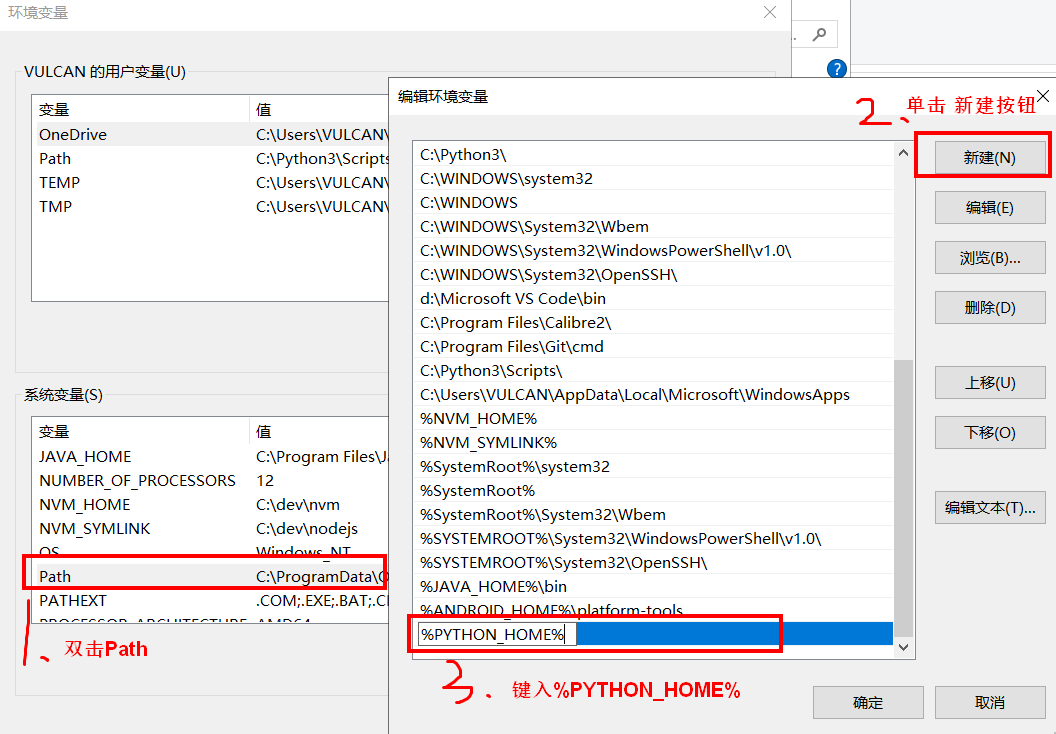 环境变量
VULCAN 的用户变量(U)
变量 值
OneDrive C:\Users\VULCAN\
Path C:\Python3\Scripts
TEMP C:\Users\VULCAN\
TMP C:\Users\VULCAN\
系统变量(S)
变量 值
JAVA_HOME C:\Program Files\J
NUMBER_OF_PROCESSORS 12
NVM_HOME C:\dev\nvm
NVM_SYMLINK C:\dev\nodejs
OS Windows_NT
Path C:\ProgramData\O
PATHEXT .COM;.EXE;.BAT;.C
PROCESSOR_ARCHITECTURE AMD64
1、双击Path
?
编辑环境变量
2、单击 新建按钮
C:\Python3\
C:\WINDOWS\system32
C:\WINDOWS
C:\WINDOWS\System32\Wbem
C:\WINDOWS\System32\WindowsPowerShell\v1.0\
C:\WINDOWS\System32\OpenSSH\
d:\Microsoft VS Code\bin
C:\Program Files\Calibre2\
C:\Program Files\Git\cmd
C:\Python3\Scripts\
C:\Users\VULCAN\AppData\Local\Microsoft\WindowsApps
%NVM_HOME%
%NVM_SYMLINK%
%SystemRoot%\system32
%SystemRoot%
%SystemRoot%\System32\Wbem
%SYSTEMROOT%\System32\WindowsPowerShell\v1.0\
%SYSTEMROOT%\System32\OpenSSH\
%JAVA_HOME%\bin
%ANDROID_HOME%\platform-tools
%PYTHON_HOME%
3、键入%PYTHON_HOME%
新建(N)
编辑(E)
浏览(B)...
删除(D)
上移(U)
下移(O)
编辑文本(T)...
确定
取消